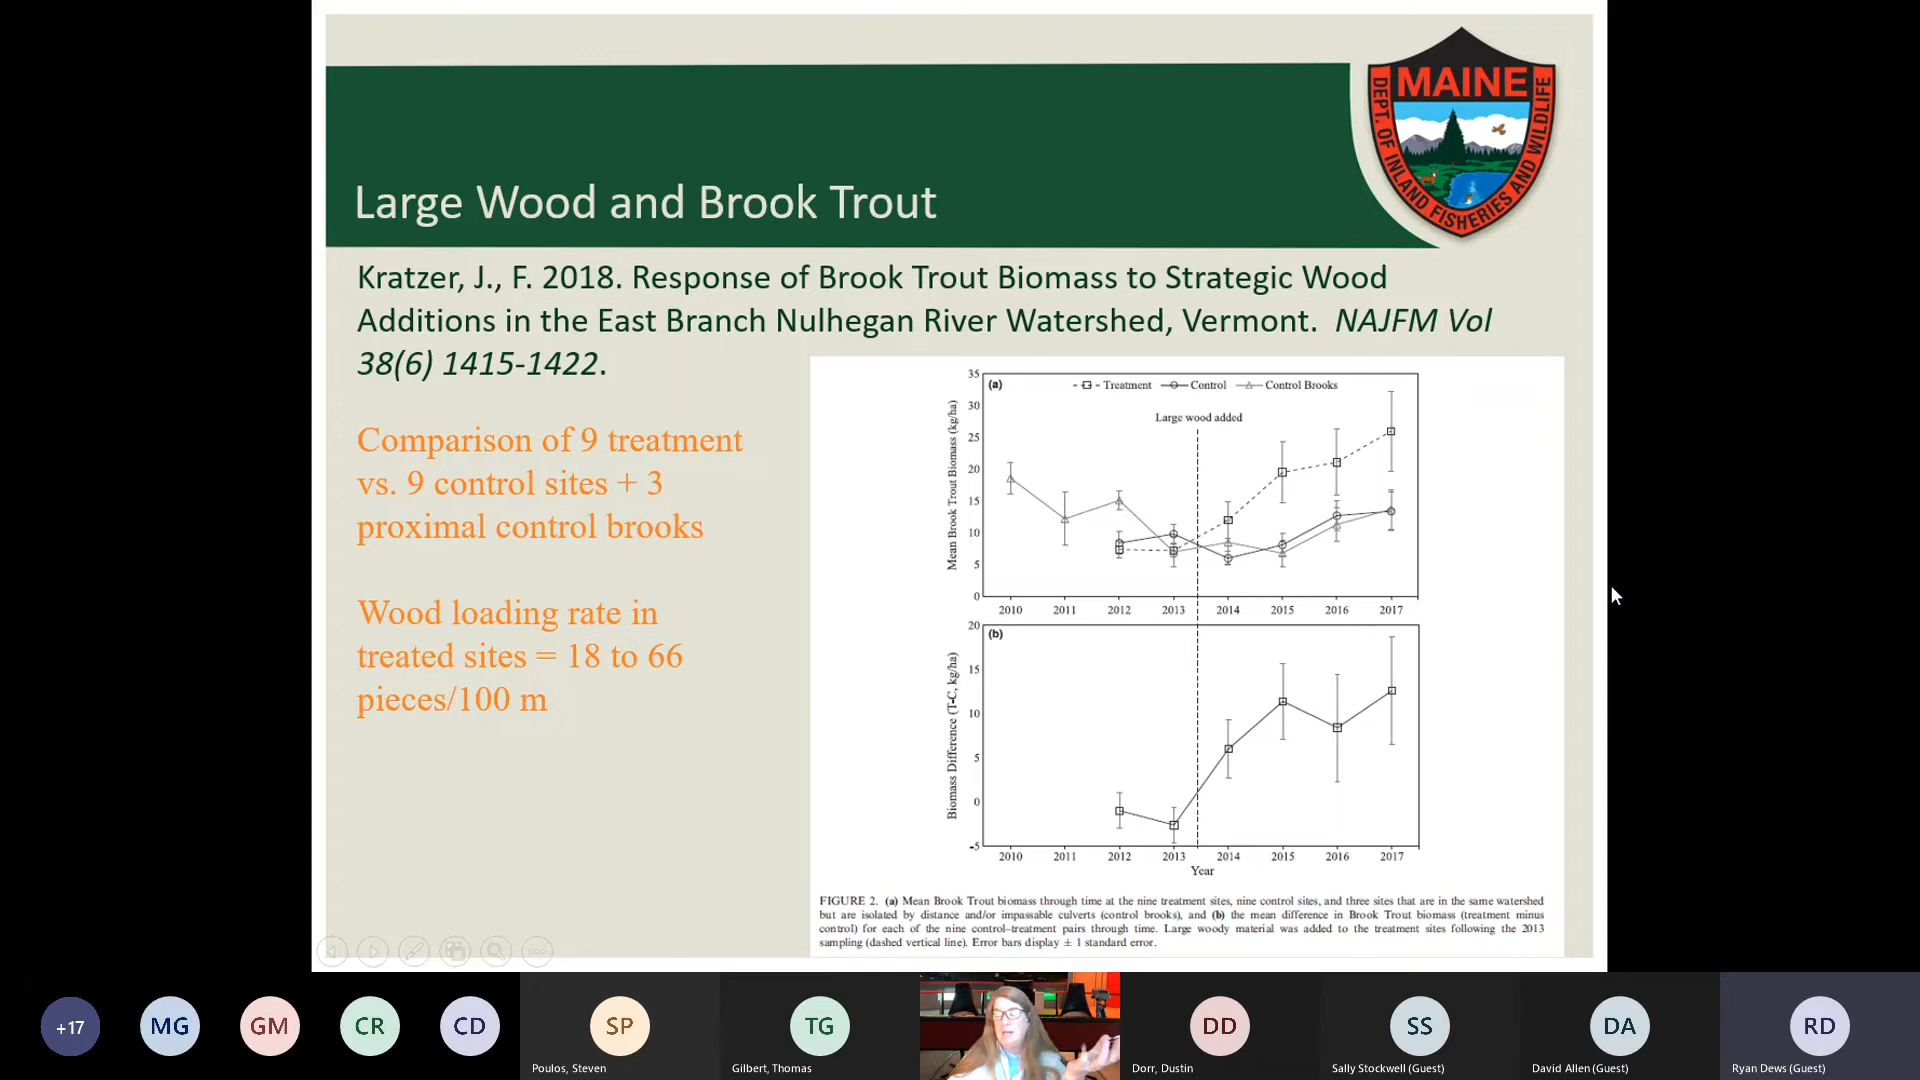 MAINE
DEPT. OF INLAND FISHERIES AND WILDLIFE
Large Wood and Brook Trout
Kratzer, J., F. 2018. Response of Brook Trout Biomass to Strategic Wood
Additions in the East Branch Nulhegan River Watershed, Vermont. NAJFM Vol
38(6) 1415-1422.
Comparison of 9 treatment
vs. 9 control sites + 3
proximal control brooks
Wood loading rate in
treated sites = 18 to 66
pieces/100 m
(a)
Treatment Control Control Brooks
Large wood added
Mean Brook Trout Biomass (kg/ha)
35
30
25
20
15
10
5
0
2010 2011 2012 2013 2014 2015 2016 2017
(b)
Biomass Difference (T-C, kg/ha)
20
15
10
5
0
-5
2010 2011 2012 2013 2014 2015 2016 2017
Year
FIGURE 2. (a) Mean Brook Trout biomass through time at the nine treatment sites, nine control sites, and three sites that are in the same watershed
but are isolated by distance and/or impassable culverts (control brooks), and (b) the mean difference in Brook Trout biomass (treatment minus
control) for each of the nine control–treatment pairs through time. Large woody material was added to the treatment sites following the 2013
sampling (dashed vertical line). Error bars display ± 1 standard error.
+17
MG
GM
CR
CD
SP
TG
DD
SS
DA
RD
Poulos, Steven
Gilbert, Thomas
Dorr, Dustin
Sally Stockwell (Guest)
David Allen (Guest)
Ryan Dews (Guest)